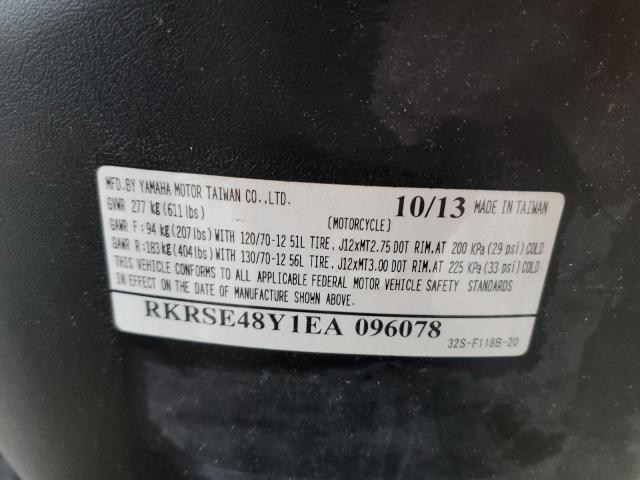 MFD.BY YAMAHA MOTOR TAIWAN CO.,LTD. 10/13 MADE IN TAIWAN
GVWR 277 kg (611 lbs) [MOTORCYCLE]
GAWR F: 94 kg (207 lbs) WITH 120/70-12 51L TIRE, J12xMT2.75 DOT RIM.AT 200 KPa (29 psi) COLD
GAWR R: 183 kg (404 lbs) WITH 130/70-12 56L TIRE, J12xMT3.00 DOT RIM.AT 225 KPa (33 psi) COLD
THIS VEHICLE CONFORMS TO ALL APPLICABLE FEDERAL MOTOR VEHICLE SAFETY STANDARDS
IN EFFECT ON THE DATE OF MANUFACTURE SHOWN ABOVE.
RKRSE48Y1EA 096078
32S-F118B-20